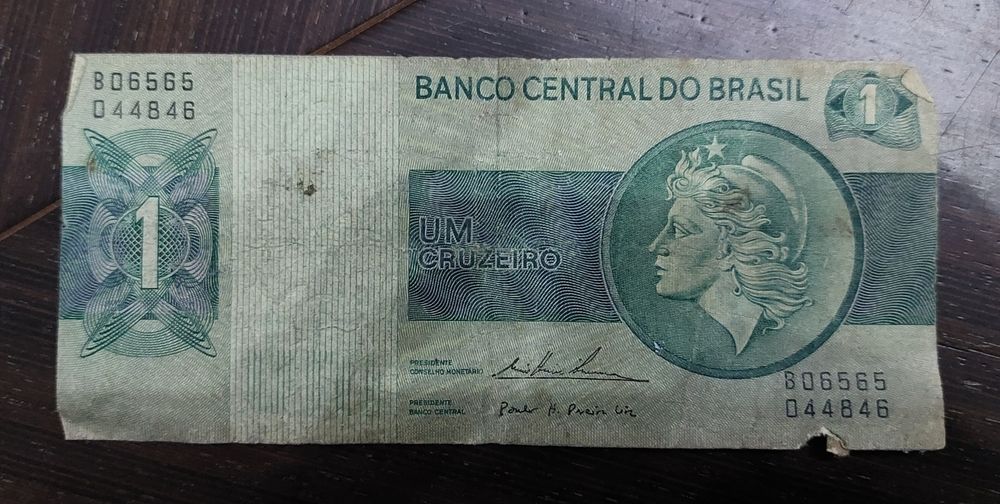 B06565
044846
BANCO CENTRAL DO BRASIL
1
1
UM
CRUZEIRO
PRESIDENTE
CONSELHO MONETÁRIO
PRESIDENTE
BANCO CENTRAL
B06565
044846